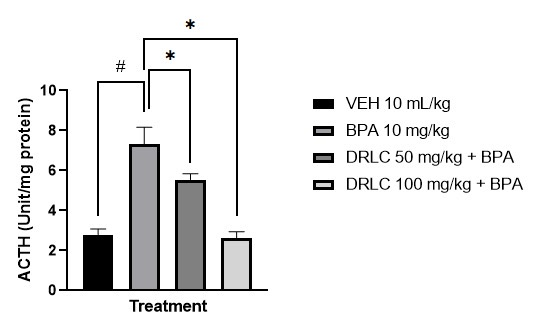 *
*
#
10
8
6
4
2
0
ACTH (Unit/mg protein)
Treatment
VEH 10 mL/kg
BPA 10 mg/kg
DRLC 50 mg/kg + BPA
DRLC 100 mg/kg + BPA